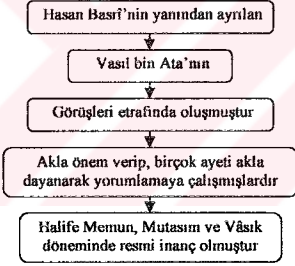 Hasan Basrî'nin yanından ayrılan
Vasıl bin Ata'nın
Görüşleri etrafında oluşmuştur
Akla önem verip, birçok ayeti akla
dayanarak yorumlamaya çalışmışlardır
Halife Memun, Mutasım ve Vâsık
döneminde resmi inanç olmuştur